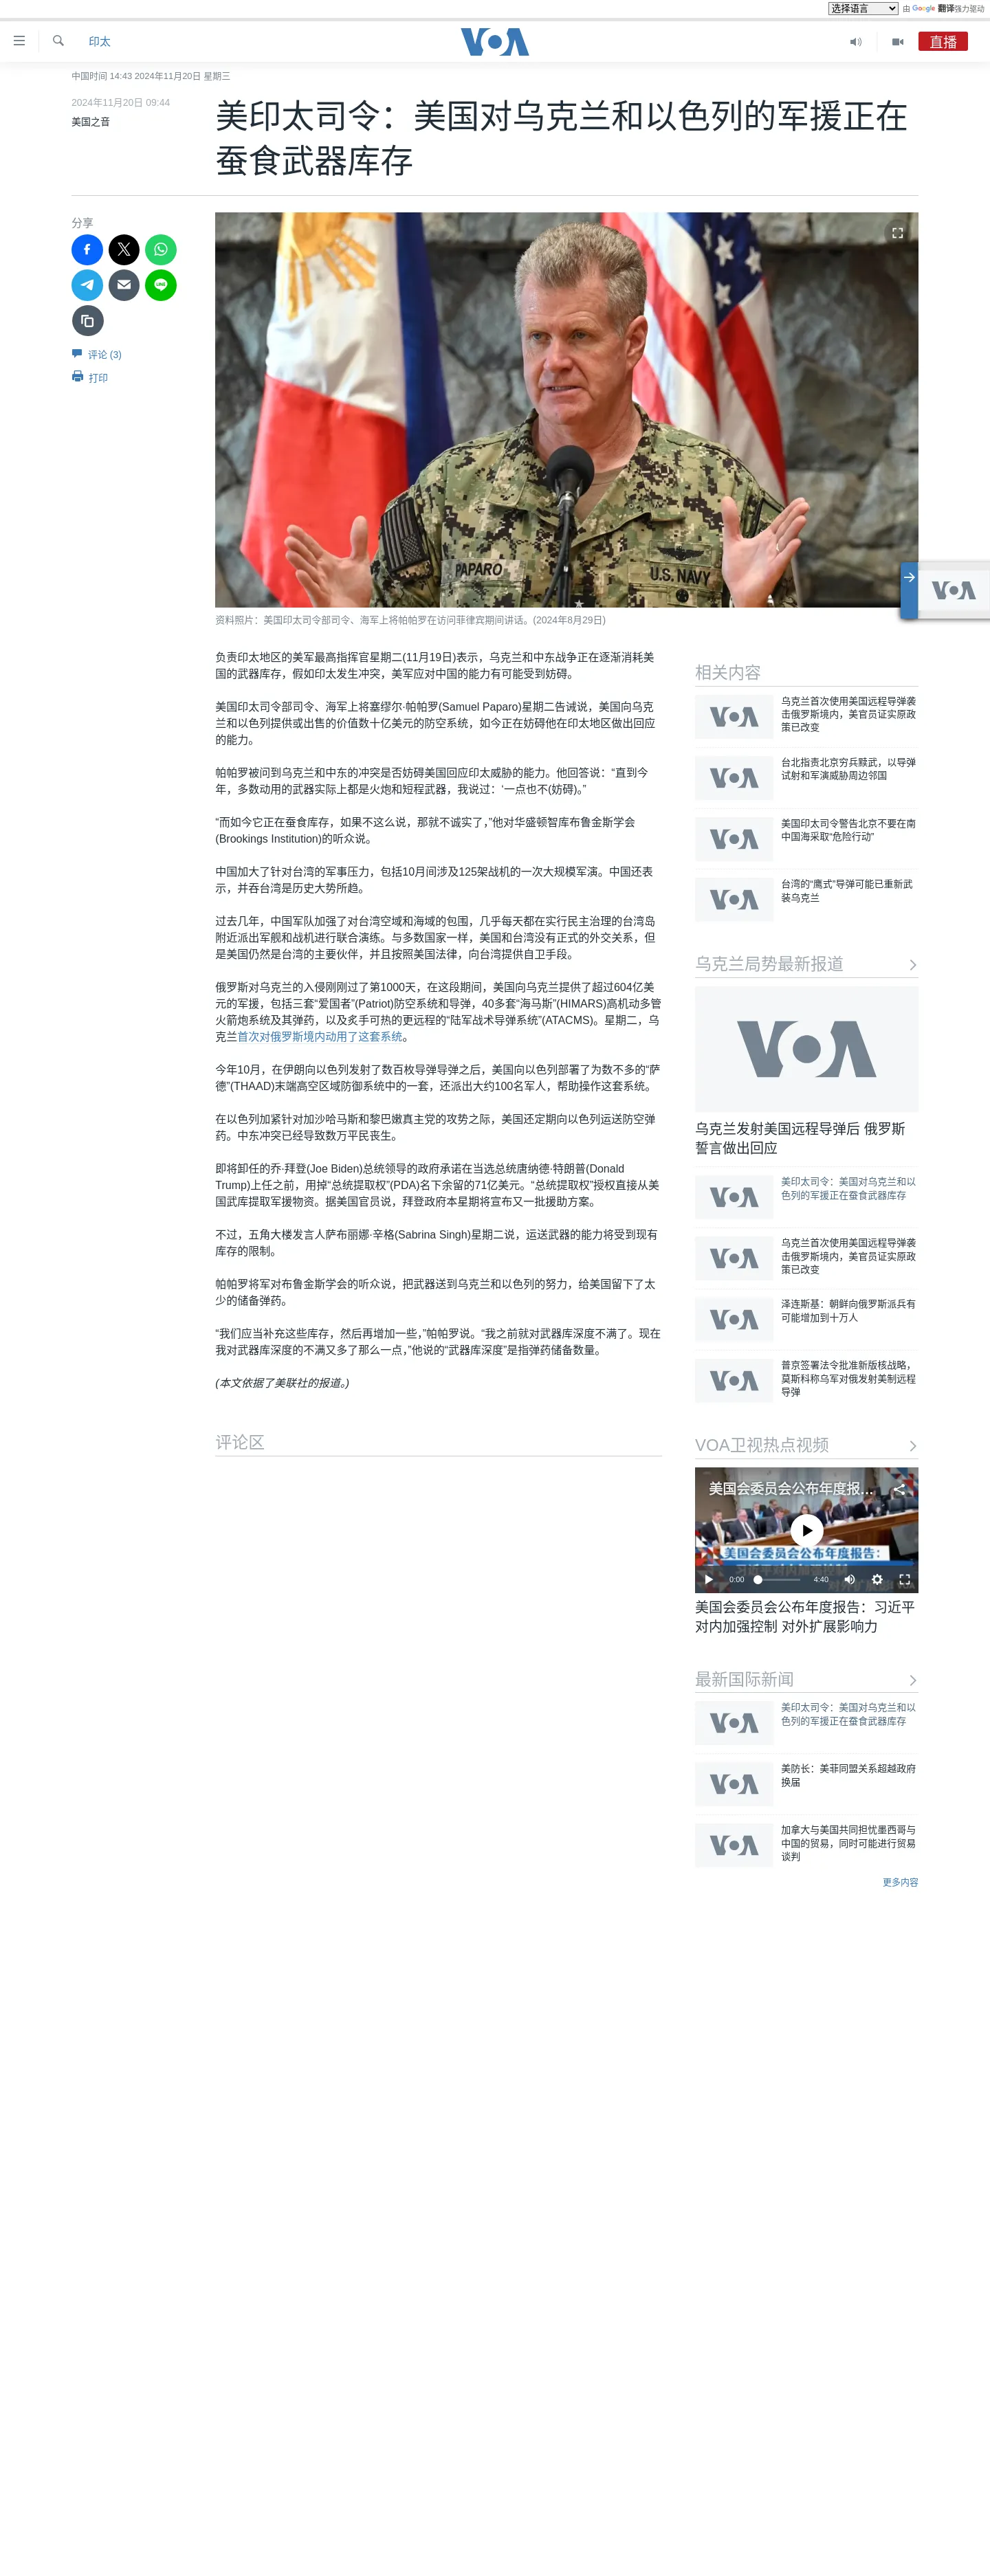 选择语言
由 Google 翻译强力驱动
印太
VOA
直播
中国时间 14:43 2024年11月20日 星期三
2024年11月20日 09:44
美国之音
美印太司令：美国对乌克兰和以色列的军援正在
蚕食武器库存
分享
LINE
评论 (3)
打印
PAPARO
U.S. NAVY
VOA
资料照片：美国印太司令部司令、海军上将帕帕罗在访问菲律宾期间讲话。(2024年8月29日)
负责印太地区的美军最高指挥官星期二(11月19日)表示，乌克兰和中东战争正在逐渐消耗美
国的武器库存，假如印太发生冲突，美军应对中国的能力有可能受到妨碍。
美国印太司令部司令、海军上将塞缪尔·帕帕罗(Samuel Paparo)星期二告诫说，美国向乌克
兰和以色列提供或出售的价值数十亿美元的防空系统，如今正在妨碍他在印太地区做出回应
的能力。
帕帕罗被问到乌克兰和中东的冲突是否妨碍美国回应印太威胁的能力。他回答说：“直到今
年，多数动用的武器实际上都是火炮和短程武器，我说过：‘一点也不(妨碍)。”
“而如今它正在蚕食库存，如果不这么说，那就不诚实了，”他对华盛顿智库布鲁金斯学会
(Brookings Institution)的听众说。
中国加大了针对台湾的军事压力，包括10月间涉及125架战机的一次大规模军演。中国还表
示，并吞台湾是历史大势所趋。
过去几年，中国军队加强了对台湾空域和海域的包围，几乎每天都在实行民主治理的台湾岛
附近派出军舰和战机进行联合演练。与多数国家一样，美国和台湾没有正式的外交关系，但
是美国仍然是台湾的主要伙伴，并且按照美国法律，向台湾提供自卫手段。
俄罗斯对乌克兰的入侵刚刚过了第1000天，在这段期间，美国向乌克兰提供了超过604亿美
元的军援，包括三套“爱国者”(Patriot)防空系统和导弹，40多套“海马斯”(HIMARS)高机动多管
火箭炮系统及其弹药，以及炙手可热的更远程的“陆军战术导弹系统”(ATACMS)。星期二，乌
克兰首次对俄罗斯境内动用了这套系统。
今年10月，在伊朗向以色列发射了数百枚导弹导弹之后，美国向以色列部署了为数不多的“萨
德”(THAAD)末端高空区域防御系统中的一套，还派出大约100名军人，帮助操作这套系统。
在以色列加紧针对加沙哈马斯和黎巴嫩真主党的攻势之际，美国还定期向以色列运送防空弹
药。中东冲突已经导致数万平民丧生。
即将卸任的乔·拜登(Joe Biden)总统领导的政府承诺在当选总统唐纳德·特朗普(Donald
Trump)上任之前，用掉“总统提取权”(PDA)名下余留的71亿美元。“总统提取权”授权直接从美
国武库提取军援物资。据美国官员说，拜登政府本星期将宣布又一批援助方案。
不过，五角大楼发言人萨布丽娜·辛格(Sabrina Singh)星期二说，运送武器的能力将受到现有
库存的限制。
帕帕罗将军对布鲁金斯学会的听众说，把武器送到乌克兰和以色列的努力，给美国留下了太
少的储备弹药。
“我们应当补充这些库存，然后再增加一些，”帕帕罗说。“我之前就对武器库深度不满了。现在
我对武器库深度的不满又多了那么一点，”他说的“武器库深度”是指弹药储备数量。
(本文依据了美联社的报道。)
评论区
相关内容
VOA
乌克兰首次使用美国远程导弹袭
击俄罗斯境内，美官员证实原政
策已改变
VOA
台北指责北京穷兵黩武，以导弹
试射和军演威胁周边邻国
VOA
美国印太司令警告北京不要在南
中国海采取“危险行动”
VOA
台湾的“鹰式”导弹可能已重新武
装乌克兰
乌克兰局势最新报道
VOA
乌克兰发射美国远程导弹后 俄罗斯
誓言做出回应
VOA
美印太司令：美国对乌克兰和以
色列的军援正在蚕食武器库存
VOA
乌克兰首次使用美国远程导弹袭
击俄罗斯境内，美官员证实原政
策已改变
VOA
泽连斯基：朝鲜向俄罗斯派兵有
可能增加到十万人
VOA
普京签署法令批准新版核战略，
莫斯科称乌军对俄发射美制远程
导弹
VOA卫视热点视频
美国会委员会公布年度报...
美国会委员会公布年度报告：
0:00
4:40
美国会委员会公布年度报告：习近平
对内加强控制 对外扩展影响力
最新国际新闻
VOA
美印太司令：美国对乌克兰和以
色列的军援正在蚕食武器库存
VOA
美防长：美菲同盟关系超越政府
换届
VOA
加拿大与美国共同担忧墨西哥与
中国的贸易，同时可能进行贸易
谈判
更多内容